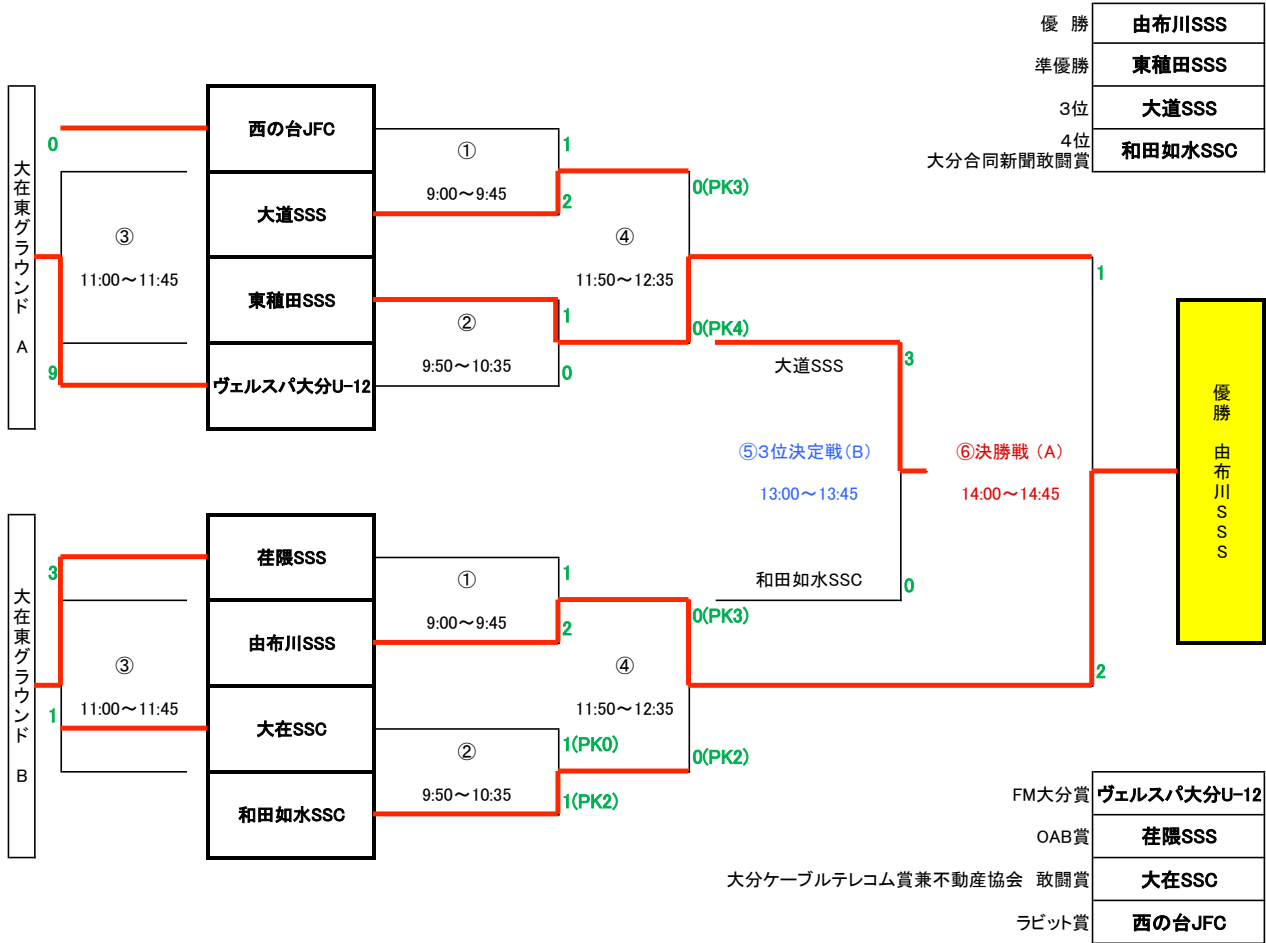 優 勝
由布川SSS
準優勝
東稙田SSS
3位
大道SSS
4位
大分合同新聞敢闘賞
和田如水SSC
大在東グラウンド A
0
9
③
11:00～11:45
西の台JFC
大道SSS
東稙田SSS
ヴェルスパ大分U-12
①
9:00～9:45
1
2
②
9:50～10:35
1
0
④
11:50～12:35
0(PK3)
0(PK4)
大道SSS
3
⑤3位決定戦(B)
13:00～13:45
和田如水SSC
0
⑥決勝戦 (A)
14:00～14:45
1
2
優勝 由布川SSS
大在東グラウンド B
3
1
③
11:00～11:45
荏隈SSS
由布川SSS
大在SSC
和田如水SSC
①
9:00～9:45
1
2
②
9:50～10:35
1(PK0)
1(PK2)
④
11:50～12:35
0(PK3)
0(PK2)
FM大分賞
ヴェルスパ大分U-12
OAB賞
荏隈SSS
大分ケーブルテレコム賞兼不動産協会 敢闘賞
大在SSC
ラビット賞
西の台JFC